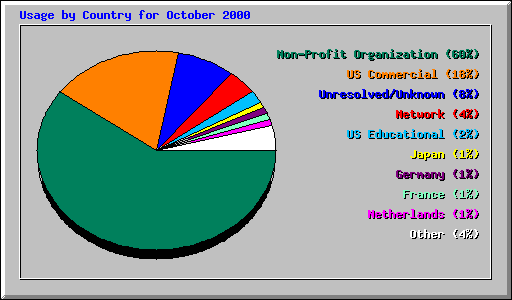 Usage by Country for October 2000
Non-Profit Organization (60%)
US Commercial (18%)
Unresolved/Unknown (8%)
Network (4%)
US Educational (2%)
Japan (1%)
Germany (1%)
France (1%)
Netherlands (1%)
Other (4%)